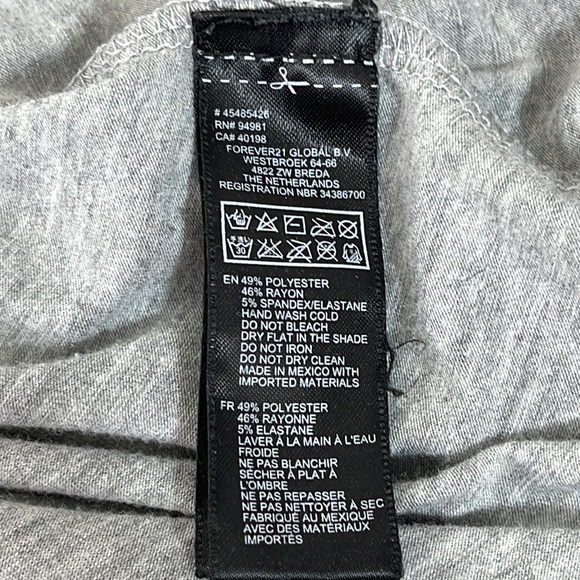 # 45485426
RN# 94981
CA# 40198
FOREVER21 GLOBAL B.V.
WESTBROEK 64-66
4822 ZW BREDA
THE NETHERLANDS
REGISTRATION NBR 34386700
30
EN 49% POLYESTER
46% RAYON
5% SPANDEX/ELASTANE
HAND WASH COLD
DO NOT BLEACH
DRY FLAT IN THE SHADE
DO NOT IRON
DO NOT DRY CLEAN
MADE IN MEXICO WITH
IMPORTED MATERIALS
FR 49% POLYESTER
46% RAYONNE
5% ELASTANE
LAVER À LA MAIN À L'EAU
FROIDE
NE PAS BLANCHIR
SÉCHER À PLAT À
L'OMBRE
NE PAS REPASSER
NE PAS NETTOYER À SEC
FABRIQUÉ AU MEXIQUE
AVEC DES MATÉRIAUX
IMPORTÉS